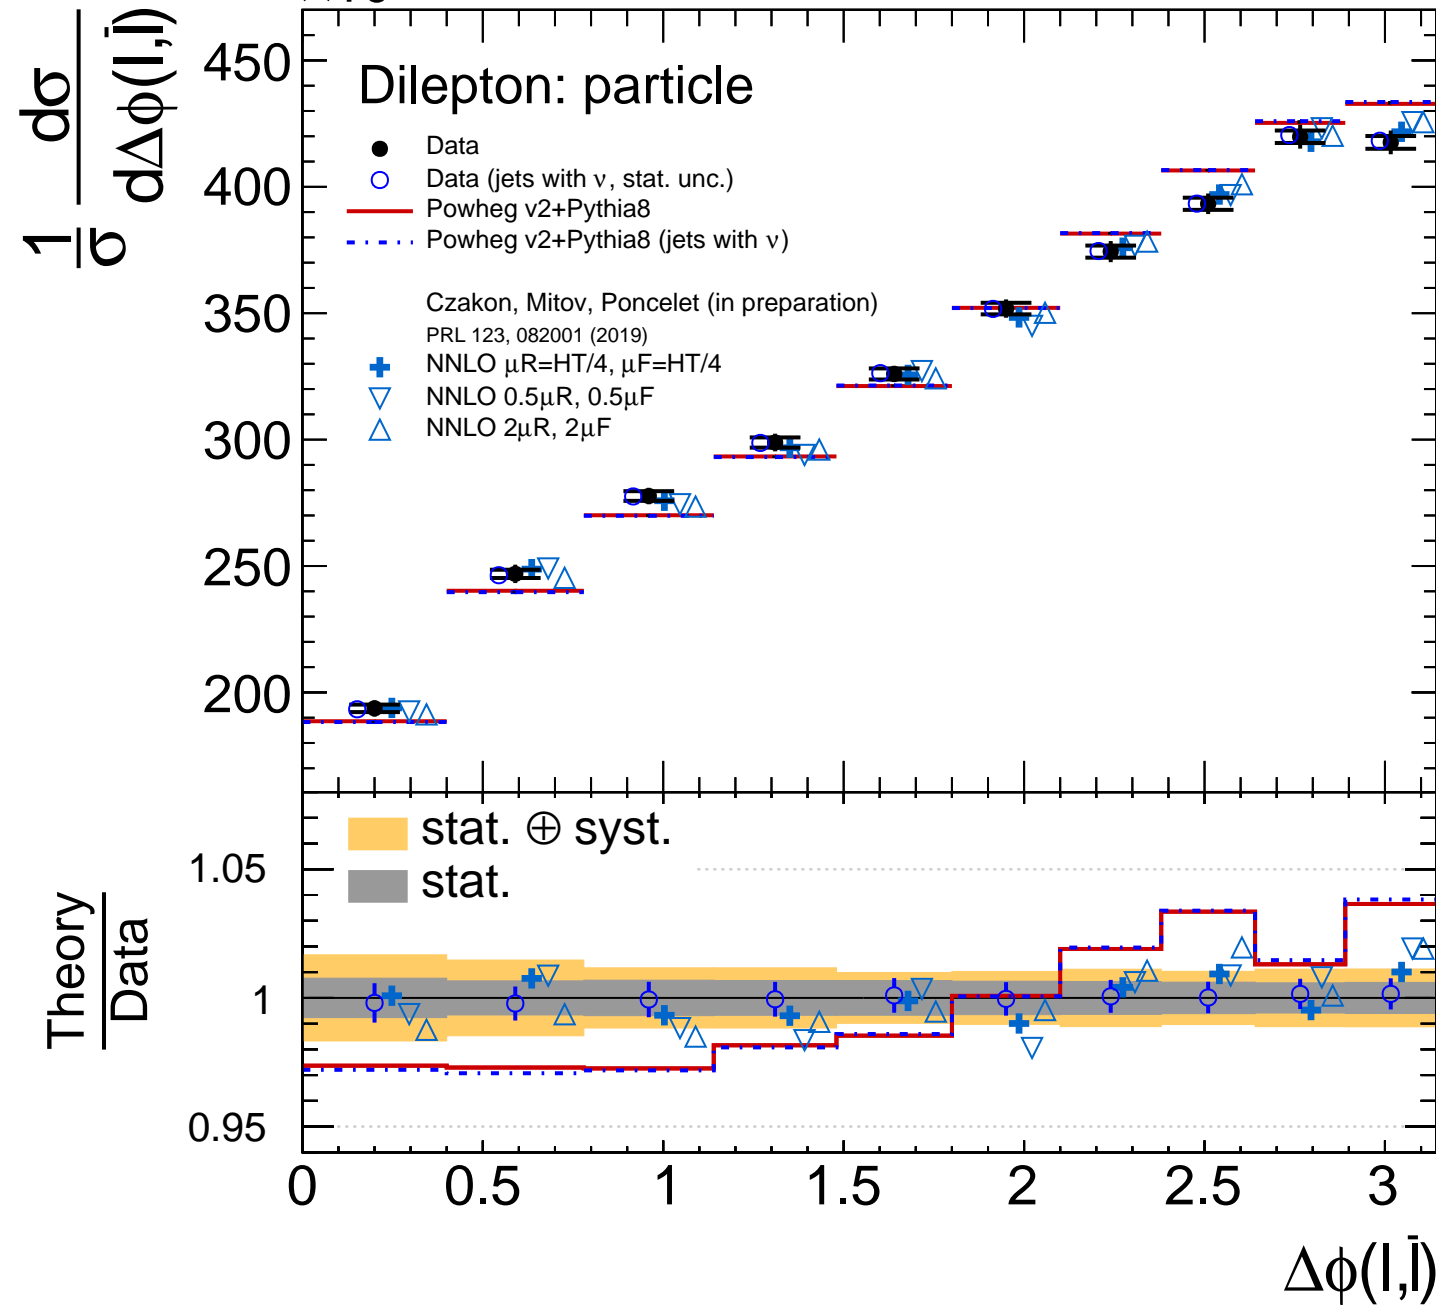 1/σ dσ/dΔϕ(l,l̄)
450
400
350
300
250
200
Dilepton: particle
Data
Data (jets with ν, stat. unc.)
Powheg v2+Pythia8
Powheg v2+Pythia8 (jets with ν)
Czakon, Mitov, Poncelet (in preparation)
PRL 123, 082001 (2019)
NNLO μR=HT/4, μF=HT/4
NNLO 0.5μR, 0.5μF
NNLO 2μR, 2μF
Theory
Data
1.05
1
0.95
stat. ⊕ syst.
stat.
0 0.5 1 1.5 2 2.5 3
Δϕ(l,l̄)